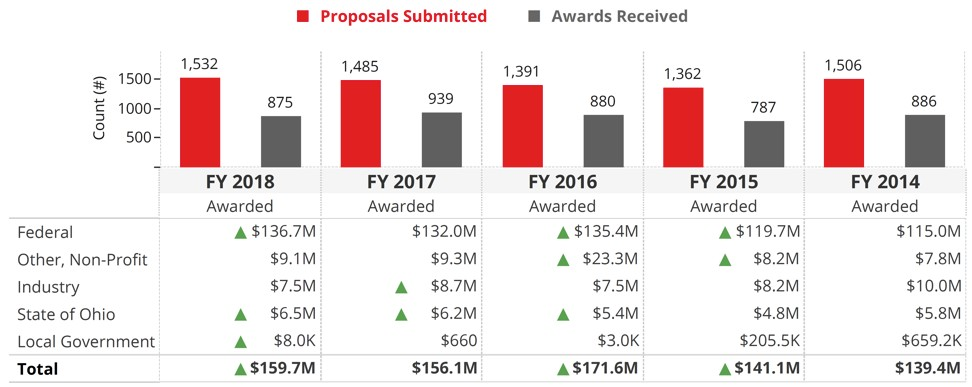 Proposals Submitted Awards Received
1,532 1,485 1,391 1,362 1,506
875 939 880 787 886
Count (#)
1500
1000
500
FY 2018 FY 2017 FY 2016 FY 2015 FY 2014
Awarded Awarded Awarded Awarded Awarded
Federal ▲ $136.7M $132.0M ▲ $135.4M ▲ $119.7M $115.0M
Other, Non-Profit $9.1M $9.3M ▲ $23.3M ▲ $8.2M $7.8M
Industry $7.5M ▲ $8.7M $7.5M $8.2M $10.0M
State of Ohio ▲ $6.5M ▲ $6.2M ▲ $5.4M $4.8M $5.8M
Local Government ▲ $8.0K $660 $3.0K $205.5K $659.2K
Total ▲ $159.7M $156.1M ▲ $171.6M ▲ $141.1M $139.4M